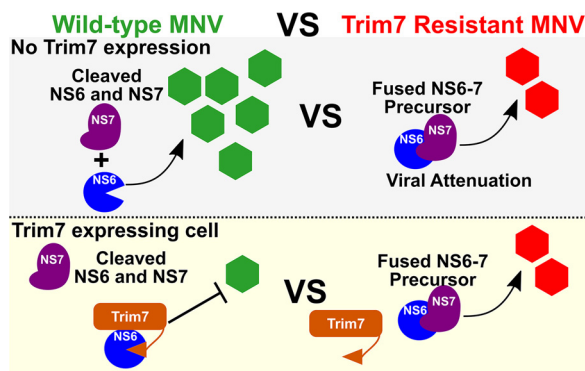 Wild-type MNV VS Trim7 Resistant MNV
No Trim7 expression
Cleaved
NS6 and NS7
NS7
+
NS6
VS
Fused NS6-7
Precursor
NS7
NS6
Viral Attenuation
Trim7 expressing cell
NS7
Cleaved
NS6 and NS7
Trim7
NS6
VS
Trim7
Fused NS6-7
Precursor
NS7
NS6